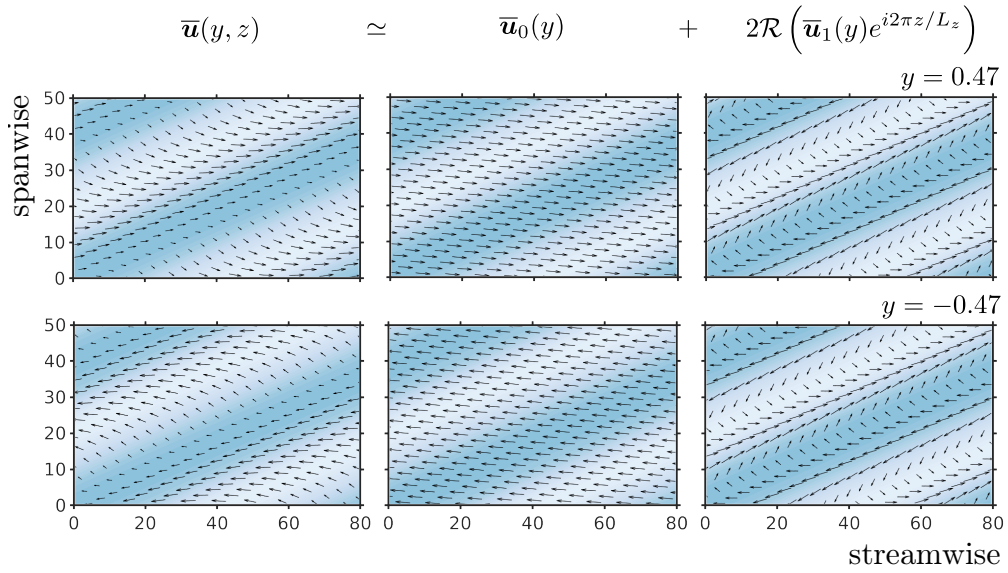 u̅(y, z) ≃ u̅₀(y) + 2ℛ (u̅₁(y)e^{i2πz/L_z})
y = 0.47
spanwise
50
40
30
20
10
0
y = −0.47
50
40
30
20
10
0
0 20 40 60 80 0 20 40 60 80 0 20 40 60 80
streamwise